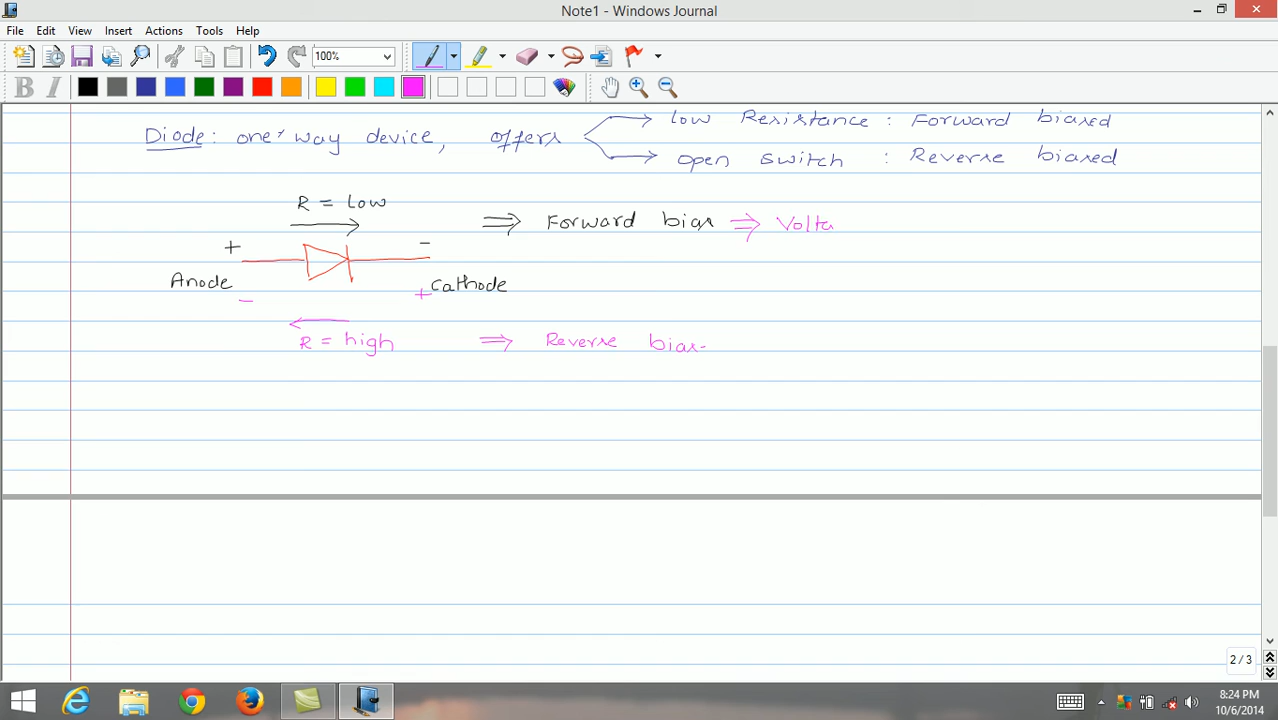 Note1 - Windows Journal
File Edit View Insert Actions Tools Help
100%
B I
Diode: one-way device, offers
low Resistance : Forward biased
open switch : Reverse biased
R = low
⇒ Forward bias ⇒ Volta
+ -
Anode Cathode
- +
R = high ⇒ Reverse bias
2 / 3
8:24 PM
10/6/2014